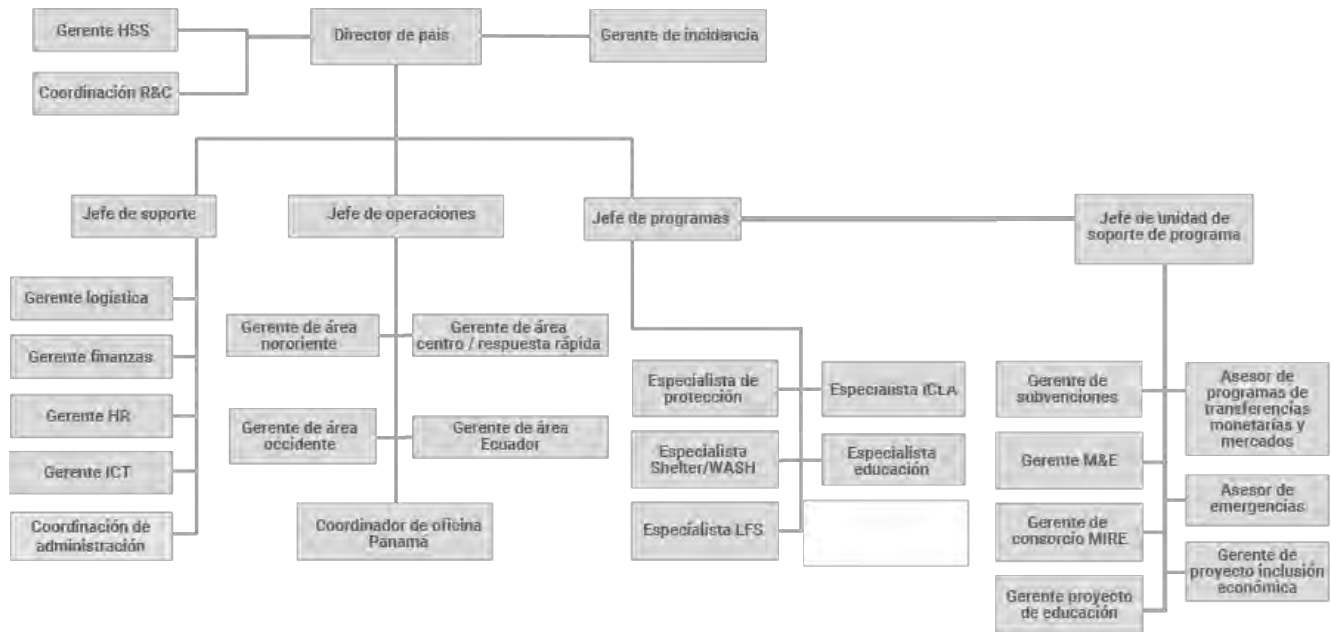 Gerente HSS
Director de país
Gerente de incidencia
Coordinación R&C
Jefe de soporte
Jefe de operaciones
Jefe de programas
Jefe de unidad de
soporte de programa
Gerente logística
Gerente finanzas
Gerente HR
Gerente ICT
Coordinación de
administración
Gerente de área
nororiente
Gerente de área
centro / respuesta rápida
Gerente de área
occidente
Gerente de área
Ecuador
Coordinador de oficina
Panamá
Especialista de
protección
Especialista ICLA
Especialista
Shelter/WASH
Especialista
educación
Especialista LFS
Gerente de
subvenciones
Asesor de
programas de
transferencias
monetarias y
mercados
Gerente M&E
Asesor de
emergencias
Gerente de
consorcio MIRE
Gerente de
proyecto inclusión
económica
Gerente proyecto
de educación